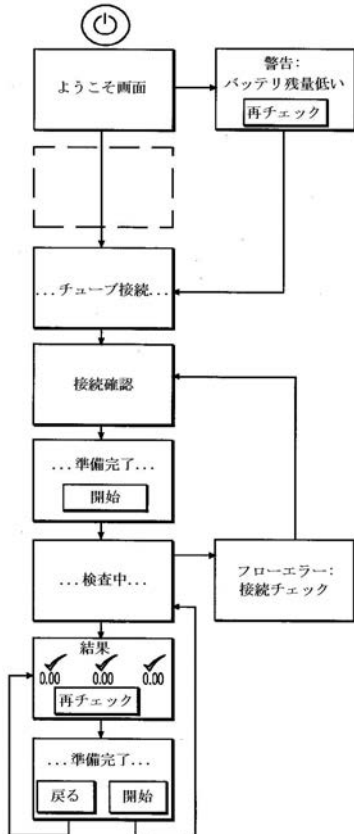 ようこそ画面
警告:
バッテリ残量低い
再チェック
...チューブ接続...
接続確認
...準備完了...
開始
...検査中...
フローエラー:
接続チェック
結果
0.00 0.00 0.00
再チェック
...準備完了...
戻る 開始